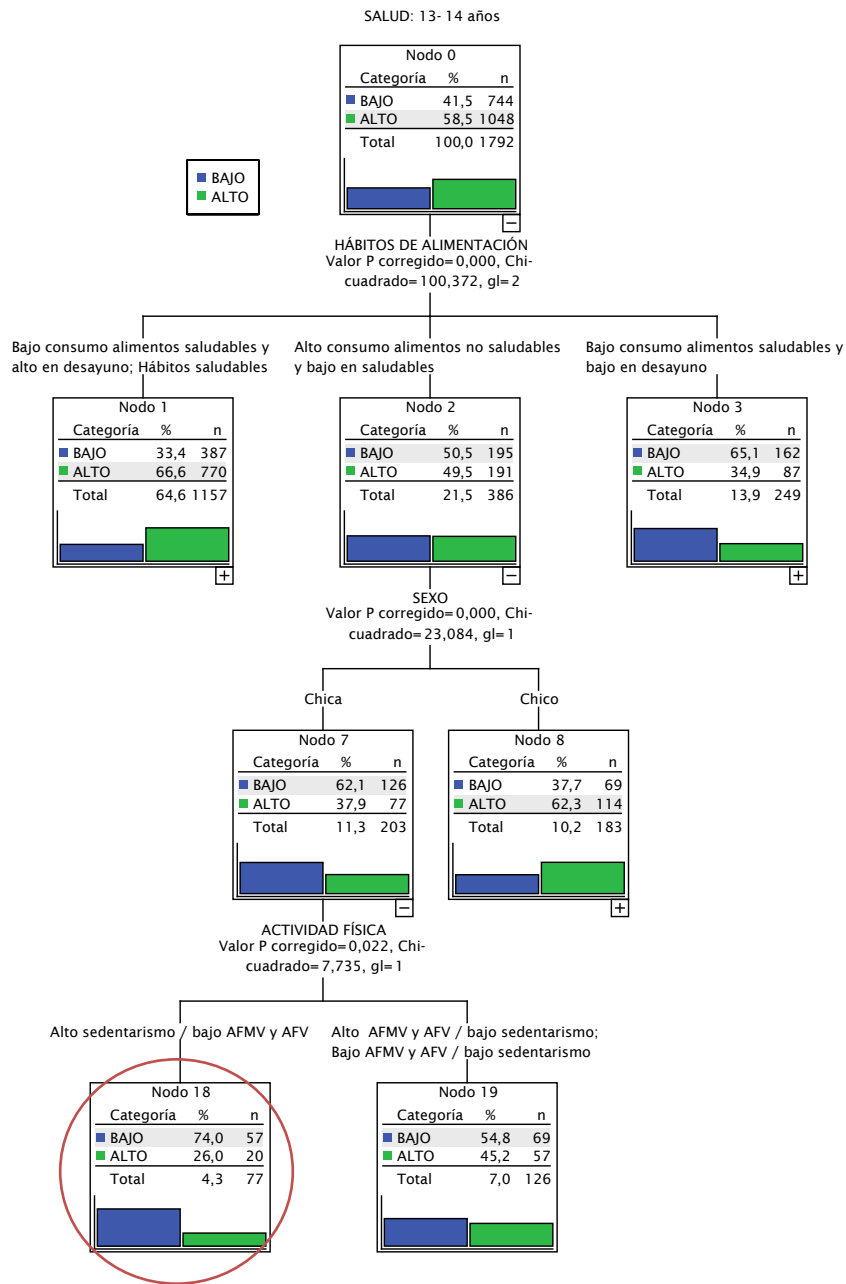 SALUD: 13- 14 años
Nodo 0
Categoría % n
BAJO 41,5 744
ALTO 58,5 1048
Total 100,0 1792
BAJO
ALTO
HÁBITOS DE ALIMENTACIÓN
Valor P corregido=0,000, Chi-
cuadrado=100,372, gl=2
Bajo consumo alimentos saludables y
alto en desayuno; Hábitos saludables
Alto consumo alimentos no saludables
y bajo en saludables
Bajo consumo alimentos saludables y
bajo en desayuno
Nodo 1
Categoría % n
BAJO 33,4 387
ALTO 66,6 770
Total 64,6 1157
Nodo 2
Categoría % n
BAJO 50,5 195
ALTO 49,5 191
Total 21,5 386
Nodo 3
Categoría % n
BAJO 65,1 162
ALTO 34,9 87
Total 13,9 249
SEXO
Valor P corregido=0,000, Chi-
cuadrado=23,084, gl=1
Chica
Chico
Nodo 7
Categoría % n
BAJO 62,1 126
ALTO 37,9 77
Total 11,3 203
Nodo 8
Categoría % n
BAJO 37,7 69
ALTO 62,3 114
Total 10,2 183
ACTIVIDAD FÍSICA
Valor P corregido=0,022, Chi-
cuadrado=7,735, gl=1
Alto sedentarismo / bajo AFMV y AFV
Alto AFMV y AFV / bajo sedentarismo;
Bajo AFMV y AFV / bajo sedentarismo
Nodo 18
Categoría % n
BAJO 74,0 57
ALTO 26,0 20
Total 4,3 77
Nodo 19
Categoría % n
BAJO 54,8 69
ALTO 45,2 57
Total 7,0 126